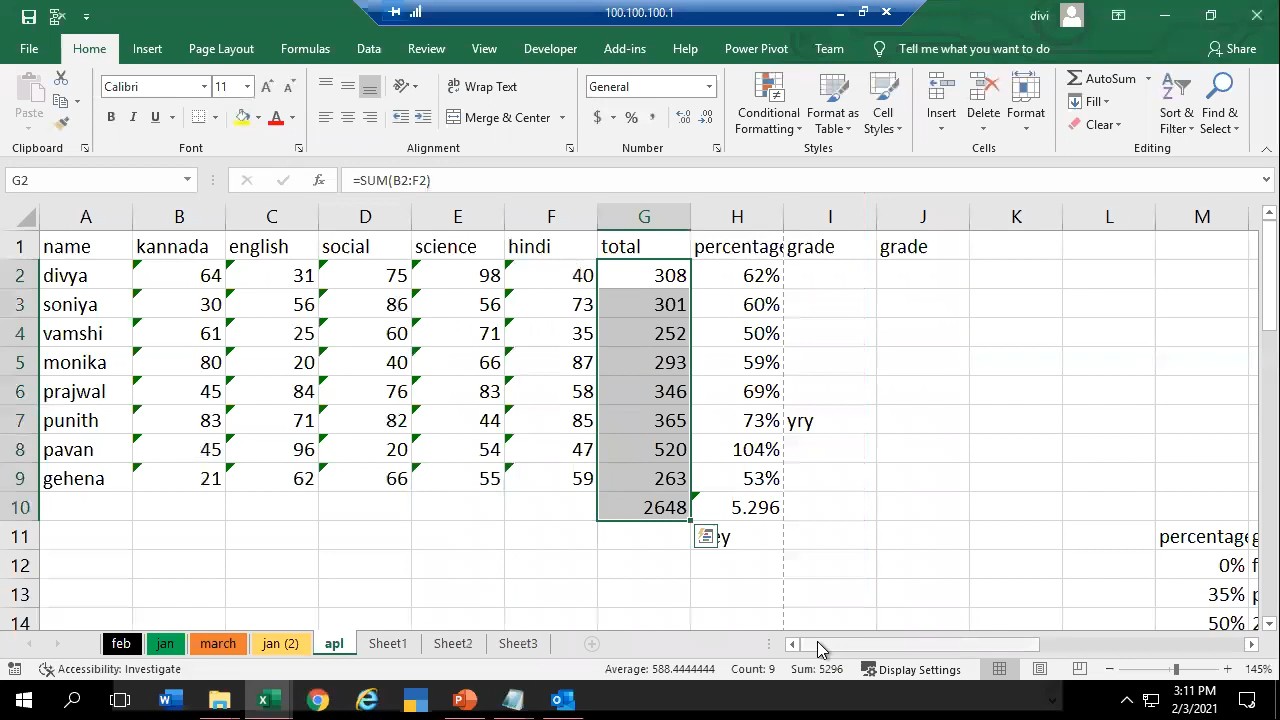 100.100.100.1
divi
File Home Insert Page Layout Formulas Data Review View Developer Add-ins Help Power Pivot Team Tell me what you want to do Share
Paste
Calibri 11
Wrap Text
General
Conditional Formatting
Format as Table
Cell Styles
Insert Delete Format
AutoSum
Fill
Clear
Sort & Filter
Find & Select
B I U
Merge & Center
$ % ,
Clipboard Font Alignment Number Styles Cells Editing
G2 fx =SUM(B2:F2)
A B C D E F G H I J K L M
1 name kannada english social science hindi total percentage grade grade
2 divya 64 31 75 98 40 308 62%
3 soniya 30 56 86 56 73 301 60%
4 vamshi 61 25 60 71 35 252 50%
5 monika 80 20 40 66 87 293 59%
6 prajwal 45 84 76 83 58 346 69%
7 punith 83 71 82 44 85 365 73% yry
8 pavan 45 96 20 54 47 520 104%
9 gehena 21 62 66 55 59 263 53%
10 2648 5.296
11 percentage
12 0% f
13 35%
14 50%
feb jan march jan (2) apl Sheet1 Sheet2 Sheet3
Accessibility: Investigate Average: 588.4444444 Count: 9 Sum: 5296 Display Settings 145%
3:11 PM
2/3/2021